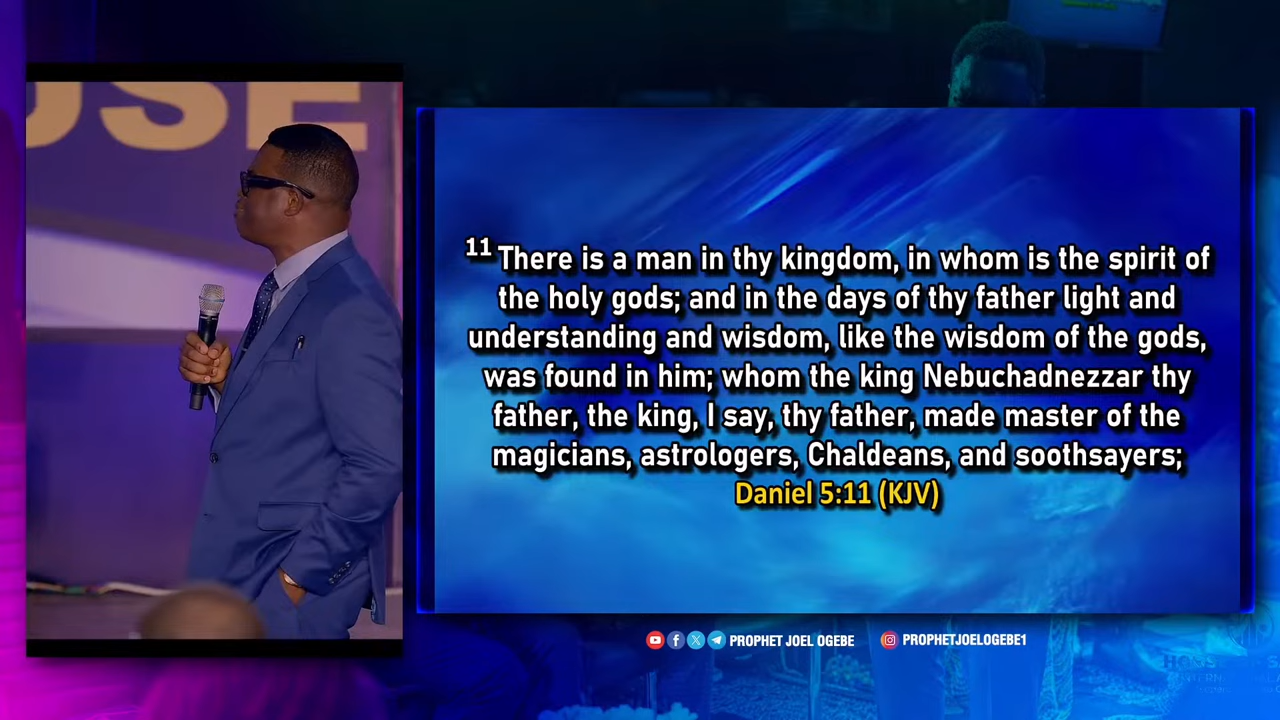 USE
11 There is a man in thy kingdom, in whom is the spirit of
the holy gods; and in the days of thy father light and
understanding and wisdom, like the wisdom of the gods,
was found in him; whom the king Nebuchadnezzar thy
father, the king, I say, thy father, made master of the
magicians, astrologers, Chaldeans, and soothsayers;
Daniel 5:11 (KJV)
PROPHET JOEL OGEBE PROPHETJOELOGEBE1